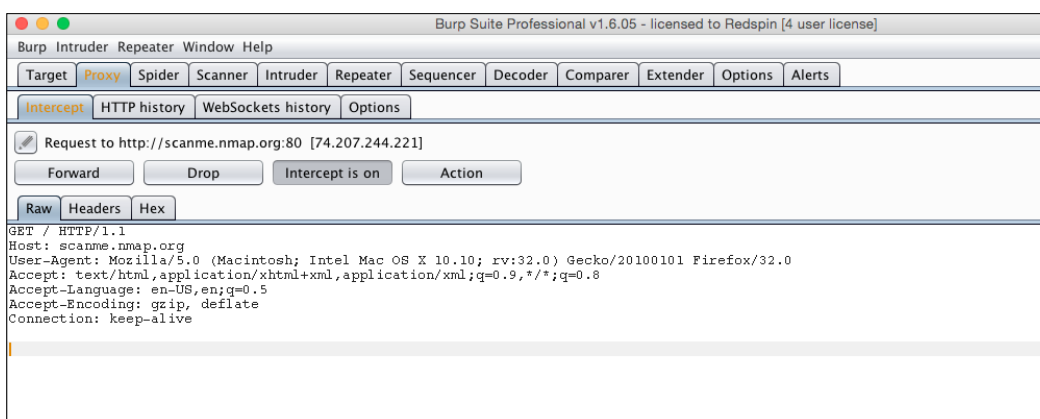 Burp Suite Professional v1.6.05 - licensed to Redspin [4 user license]
Burp Intruder Repeater Window Help
Target Proxy Spider Scanner Intruder Repeater Sequencer Decoder Comparer Extender Options Alerts
Intercept HTTP history WebSockets history Options
Request to http://scanme.nmap.org:80 [74.207.244.221]
Forward Drop Intercept is on Action
Raw Headers Hex
GET / HTTP/1.1
Host: scanme.nmap.org
User-Agent: Mozilla/5.0 (Macintosh; Intel Mac OS X 10.10; rv:32.0) Gecko/20100101 Firefox/32.0
Accept: text/html,application/xhtml+xml,application/xml;q=0.9,*/*;q=0.8
Accept-Language: en-US,en;q=0.5
Accept-Encoding: gzip, deflate
Connection: keep-alive